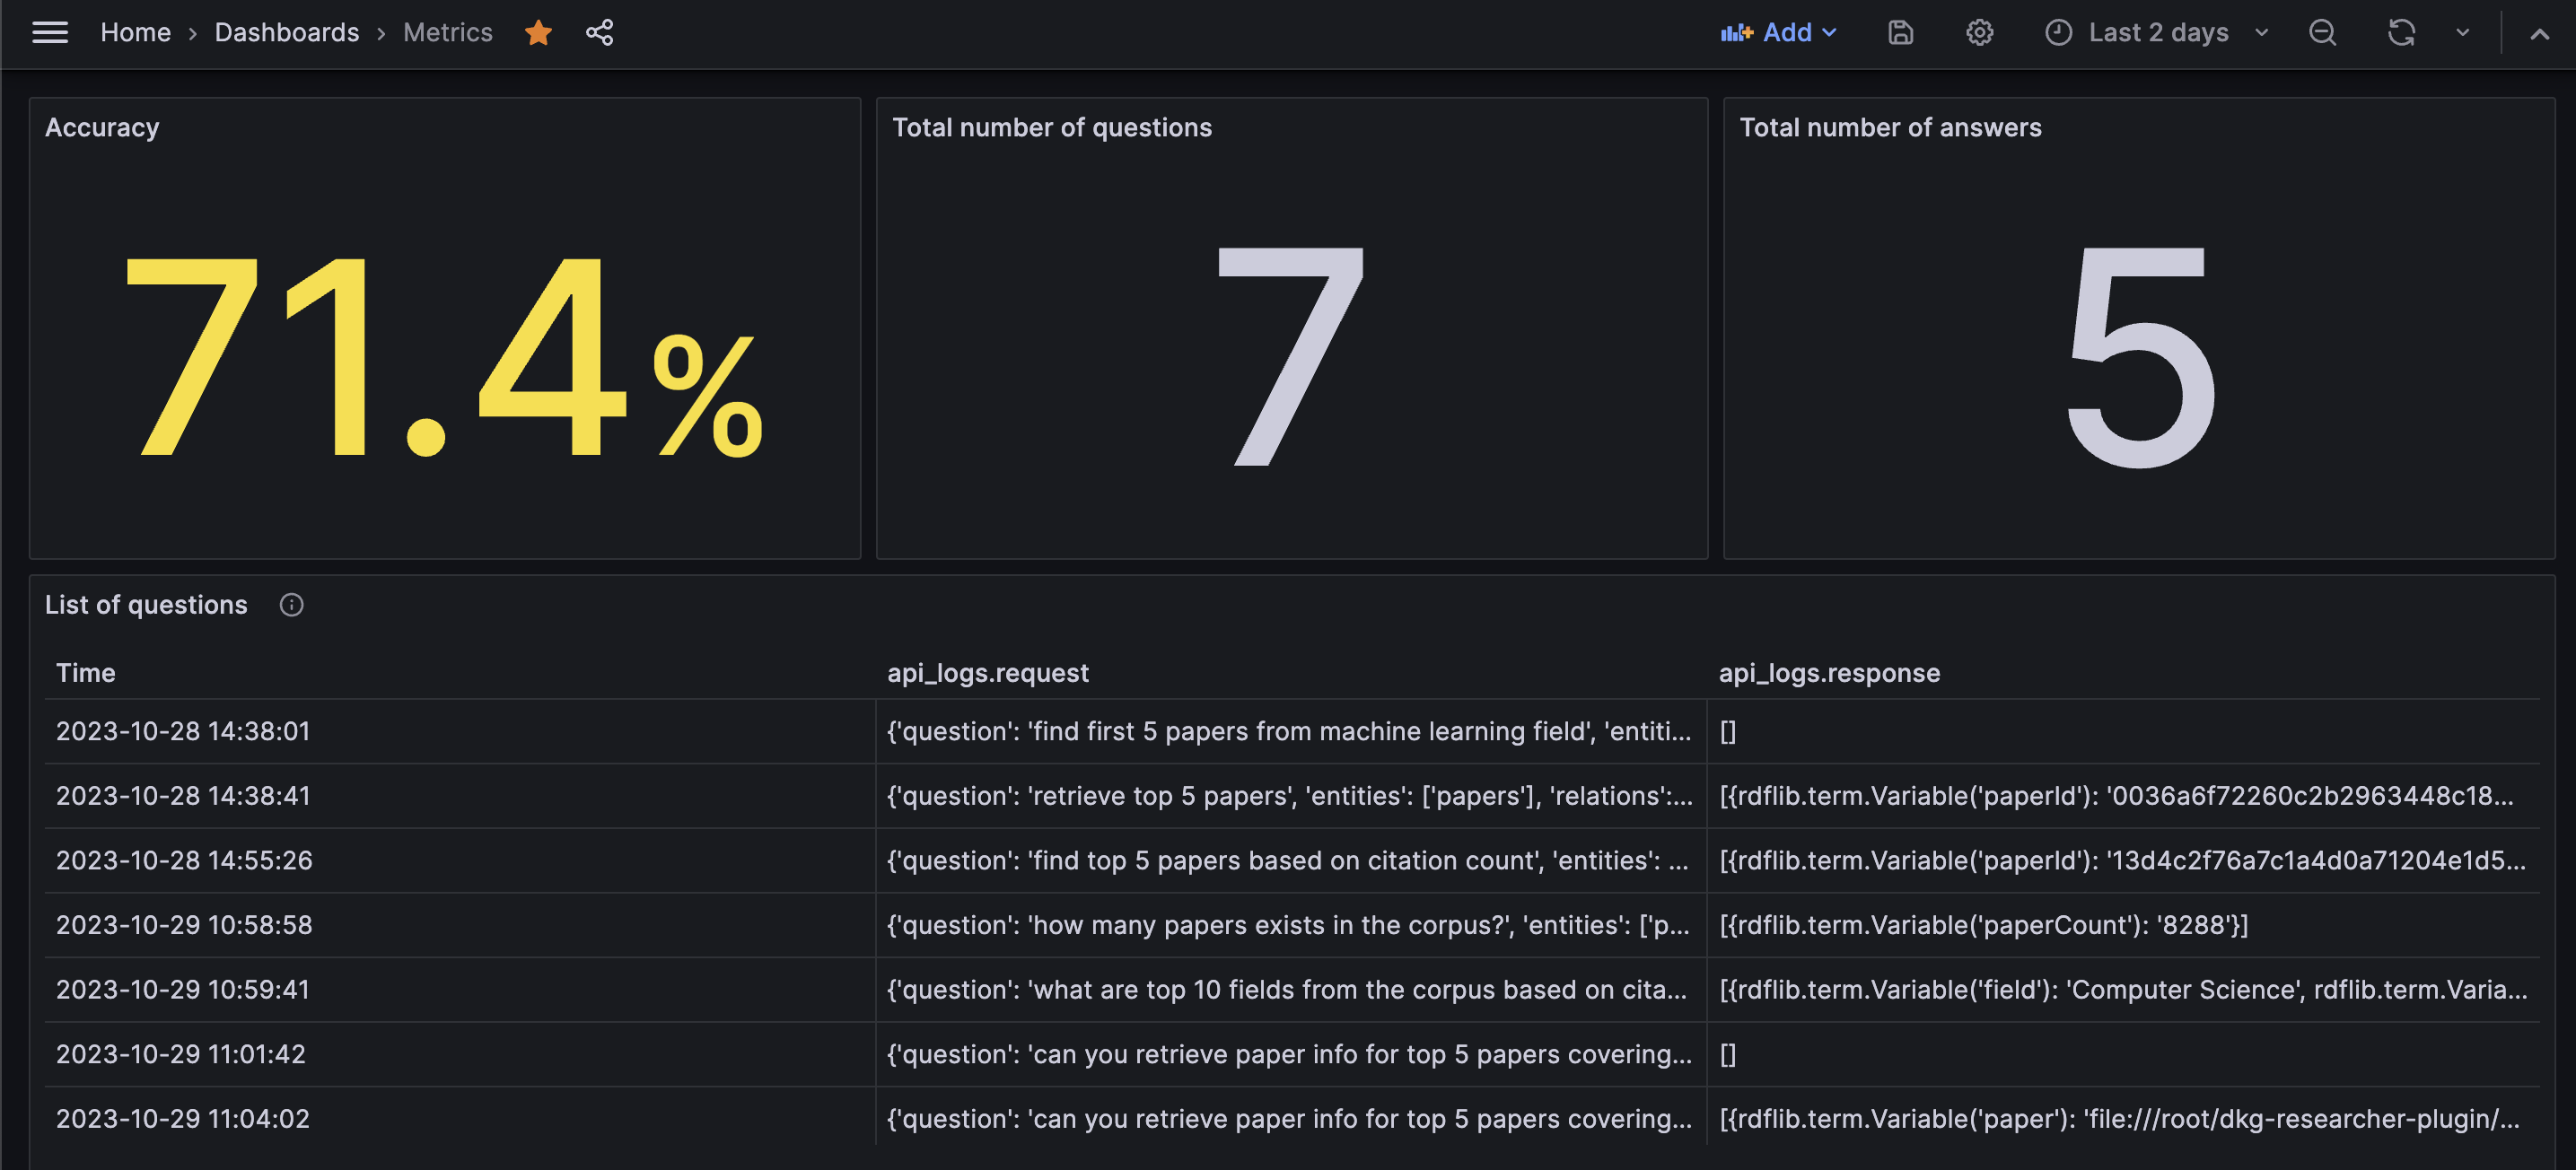 Home > Dashboards > Metrics Add Last 2 days
Accuracy Total number of questions Total number of answers
71.4% 7 5
List of questions
Time api_logs.request api_logs.response
2023-10-28 14:38:01 {'question': 'find first 5 papers from machine learning field', 'entiti... []
2023-10-28 14:38:41 {'question': 'retrieve top 5 papers', 'entities': ['papers'], 'relations':... [{rdflib.term.Variable('paperId'): '0036a6f72260c2b2963448c18...
2023-10-28 14:55:26 {'question': 'find top 5 papers based on citation count', 'entities': ... [{rdflib.term.Variable('paperId'): '13d4c2f76a7c1a4d0a71204e1d5...
2023-10-29 10:58:58 {'question': 'how many papers exists in the corpus?', 'entities': ['p... [{rdflib.term.Variable('paperCount'): '8288'}]
2023-10-29 10:59:41 {'question': 'what are top 10 fields from the corpus based on cita... [{rdflib.term.Variable('field'): 'Computer Science', rdflib.term.Varia...
2023-10-29 11:01:42 {'question': 'can you retrieve paper info for top 5 papers covering... []
2023-10-29 11:04:02 {'question': 'can you retrieve paper info for top 5 papers covering... [{rdflib.term.Variable('paper'): 'file:///root/dkg-researcher-plugin/...